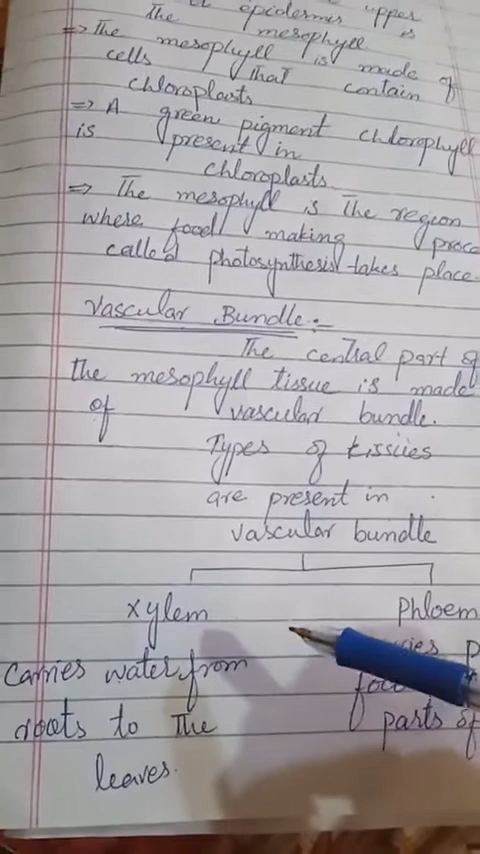 epidermis upper
The mesophyll is
=> The mesophyll is made of
cells that contain
chloroplasts
=> A green pigment chlorophyll
is present in
chloroplasts
=> The mesophyll is The region
where food making
called photosynthesis takes place.
Vascular Bundle:-
The central part of
The mesophyll tissue is made
of vascular bundle.
Types of tissues
are present in
vascular bundle
xylem Phloem
Carries water from
roots to The parts of
leaves.